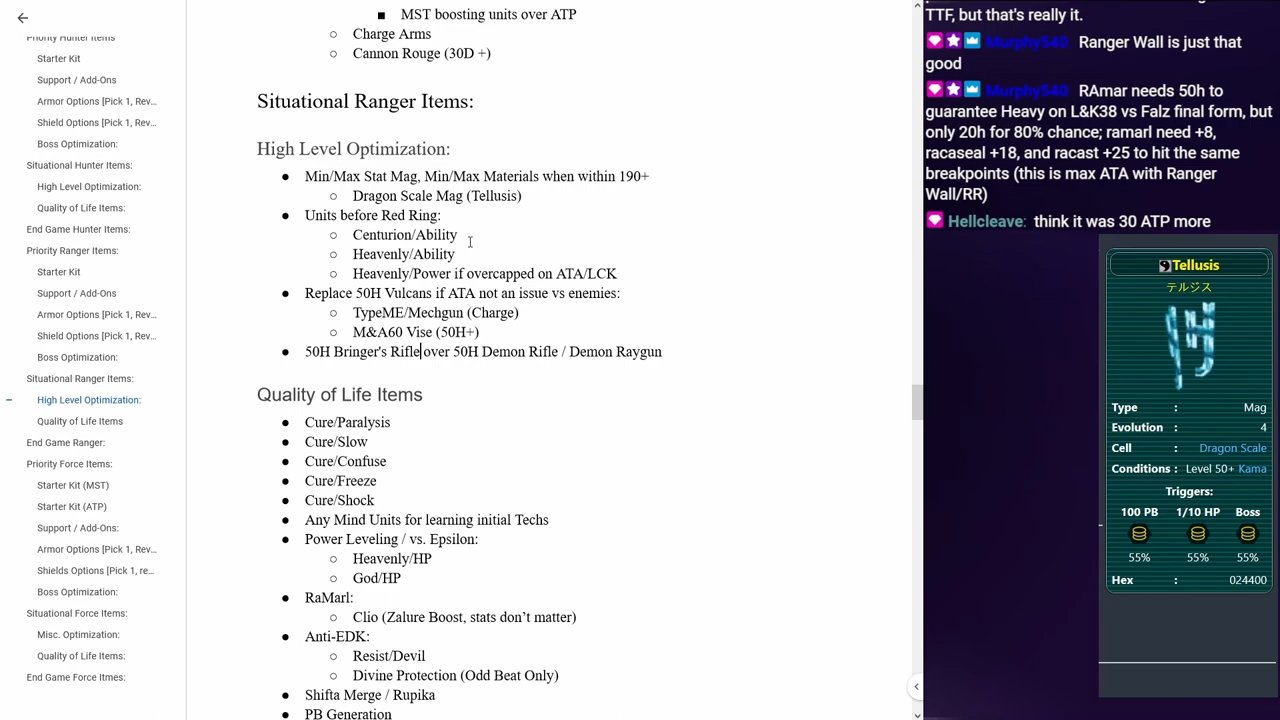 Priority Hunter Items
Starter Kit
Support / Add-Ons
Armor Options [Pick 1, Rev...
Shield Options [Pick 1, Rev...
Boss Optimization:
Situational Hunter Items:
High Level Optimization:
Quality of Life Items:
End Game Hunter Items:
Priority Ranger Items:
Starter Kit
Support / Add-Ons
Armor Options [Pick 1, Rev...
Shield Options [Pick 1, Rev...
Boss Optimization:
Situational Ranger Items:
High Level Optimization:
Quality of Life Items
End Game Ranger:
Priority Force Items:
Starter Kit (MST)
Starter Kit (ATP)
Support / Add-Ons:
Armor Options [Pick 1, Rev...
Shields Options [Pick 1, re...
Boss Optimization:
Situational Force Items:
Misc. Optimization:
Quality of Life Items:
End Game Force Itmes:
MST boosting units over ATP
Charge Arms
Cannon Rouge (30D +)
Situational Ranger Items:
High Level Optimization:
Min/Max Stat Mag, Min/Max Materials when within 190+
Dragon Scale Mag (Tellusis)
Units before Red Ring:
Centurion/Ability
Heavenly/Ability
Heavenly/Power if overcapped on ATA/LCK
Replace 50H Vulcans if ATA not an issue vs enemies:
TypeME/Mechgun (Charge)
M&A60 Vise (50H+)
50H Bringer's Rifle over 50H Demon Rifle / Demon Raygun
Quality of Life Items
Cure/Paralysis
Cure/Slow
Cure/Confuse
Cure/Freeze
Cure/Shock
Any Mind Units for learning initial Techs
Power Leveling / vs. Epsilon:
Heavenly/HP
God/HP
RaMarl:
Clio (Zalure Boost, stats don't matter)
Anti-EDK:
Resist/Devil
Divine Protection (Odd Beat Only)
Shifta Merge / Rupika
PB Generation
TTF, but that's really it.
Murphy540 Ranger Wall is just that
good
Murphy540 RAmar needs 50h to
guarantee Heavy on L&K38 vs Falz final form, but
only 20h for 80% chance; ramarl need +8,
racaseal +18, and racast +25 to hit the same
breakpoints (this is max ATA with Ranger
Wall/RR)
Hellcleave: think it was 30 ATP more
Tellusis
テルジス
Type : Mag
Evolution : 4
Cell : Dragon Scale
Conditions : Level 50+ Kama
Triggers:
100 PB 1/10 HP Boss
55% 55% 55%
Hex : 024400